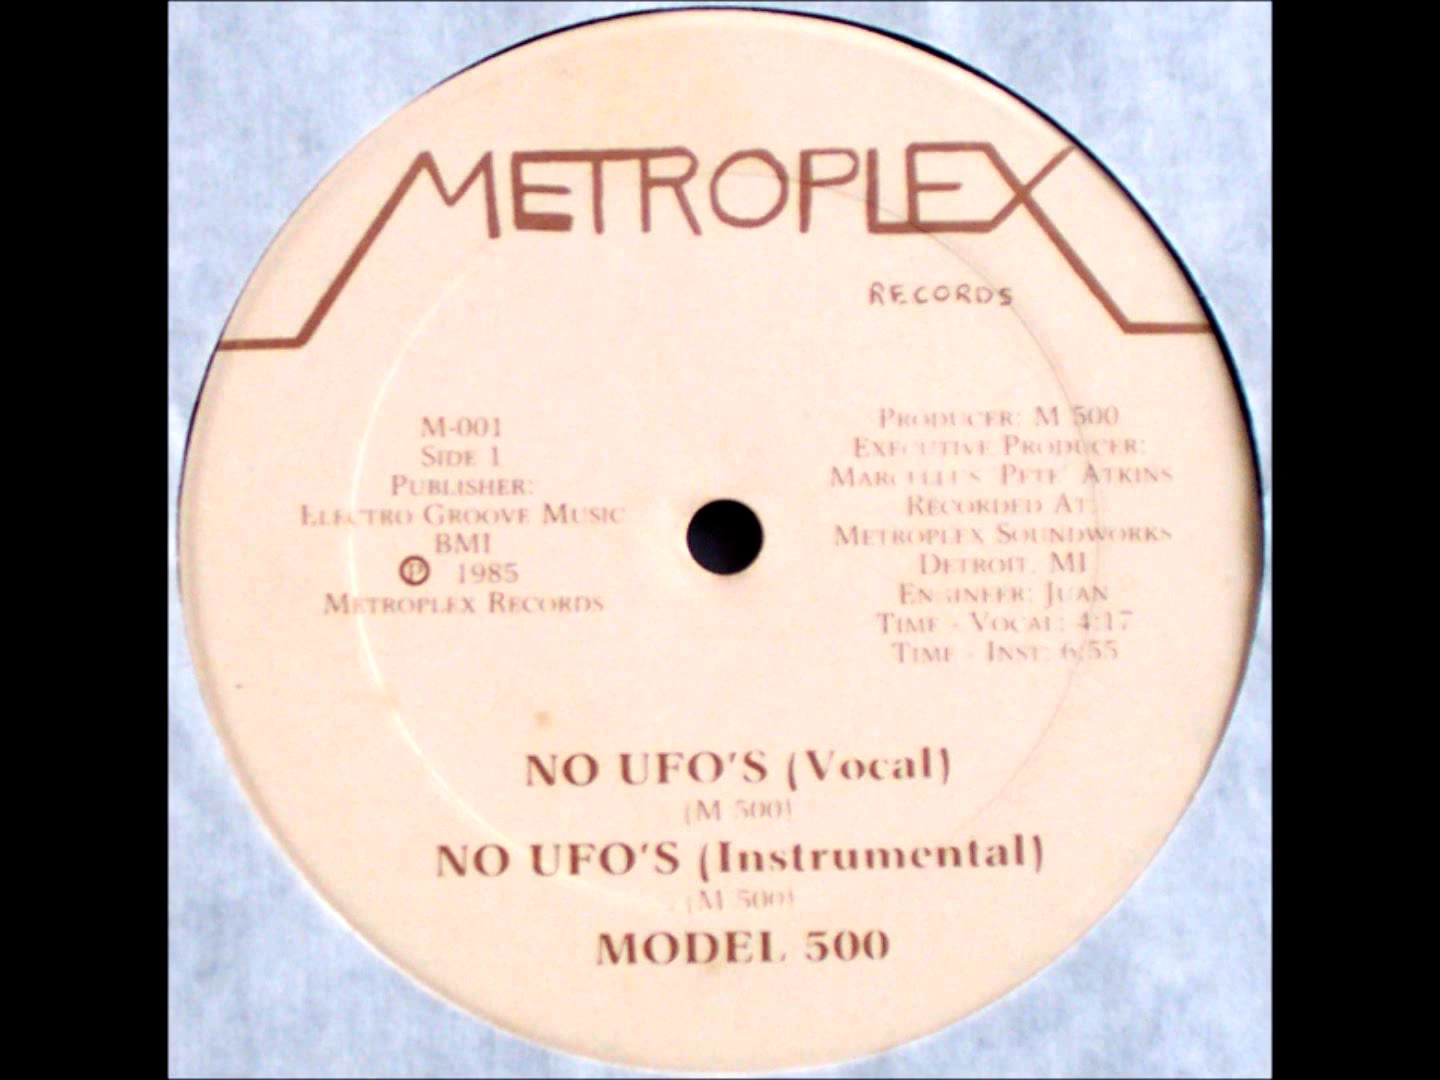 METROPLEX
RECORDS
M-001
SIDE 1
PUBLISHER:
ELECTRO GROOVE MUSIC
BMI
Ⓟ 1985
METROPLEX RECORDS
PRODUCER: M 500
EXECUTIVE PRODUCER:
MARCELLUS 'PETE' ATKINS
RECORDED AT:
METROPLEX SOUNDWORKS
DETROIT, MI
ENGINEER: JUAN
TIME - VOCAL: 4:17
TIME - INST: 6:55
NO UFO'S (Vocal)
(M 500)
NO UFO'S (Instrumental)
(M 500)
MODEL 500